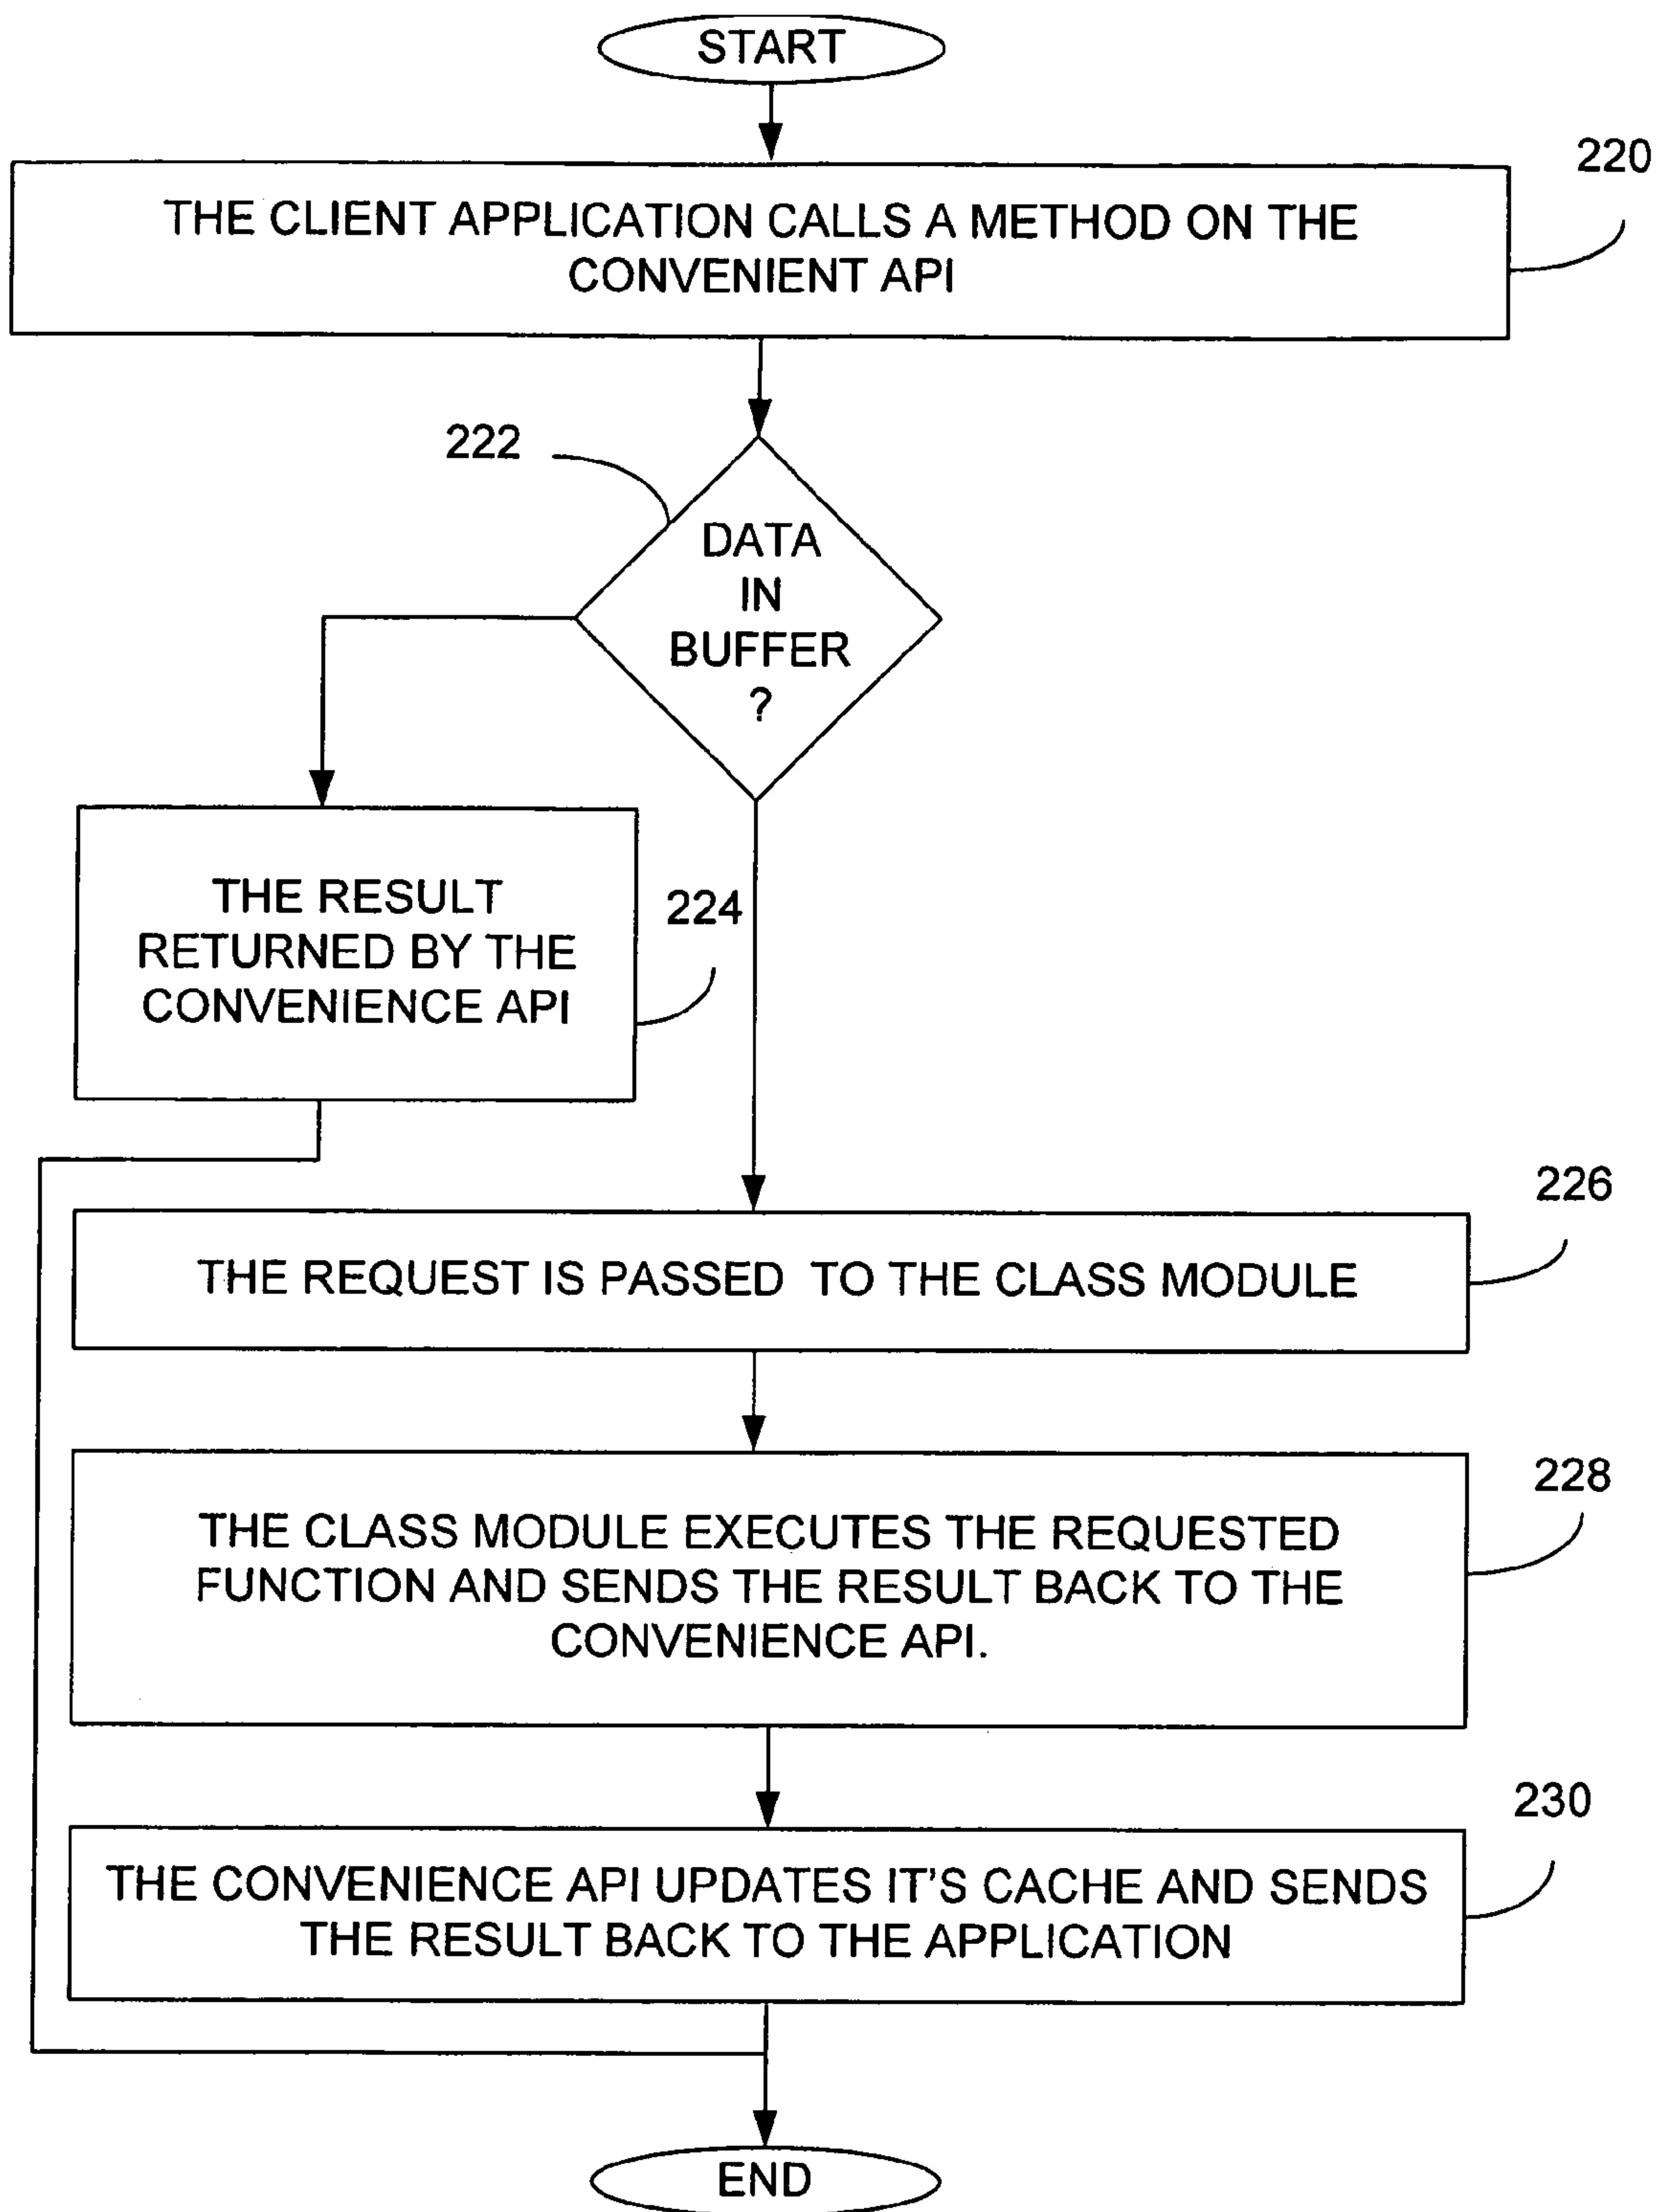 START
220
THE CLIENT APPLICATION CALLS A METHOD ON THE
CONVENIENT API
222
DATA
IN
BUFFER
?
THE RESULT
RETURNED BY THE
CONVENIENCE API
224
226
THE REQUEST IS PASSED TO THE CLASS MODULE
228
THE CLASS MODULE EXECUTES THE REQUESTED
FUNCTION AND SENDS THE RESULT BACK TO THE
CONVENIENCE API.
230
THE CONVENIENCE API UPDATES IT'S CACHE AND SENDS
THE RESULT BACK TO THE APPLICATION
END